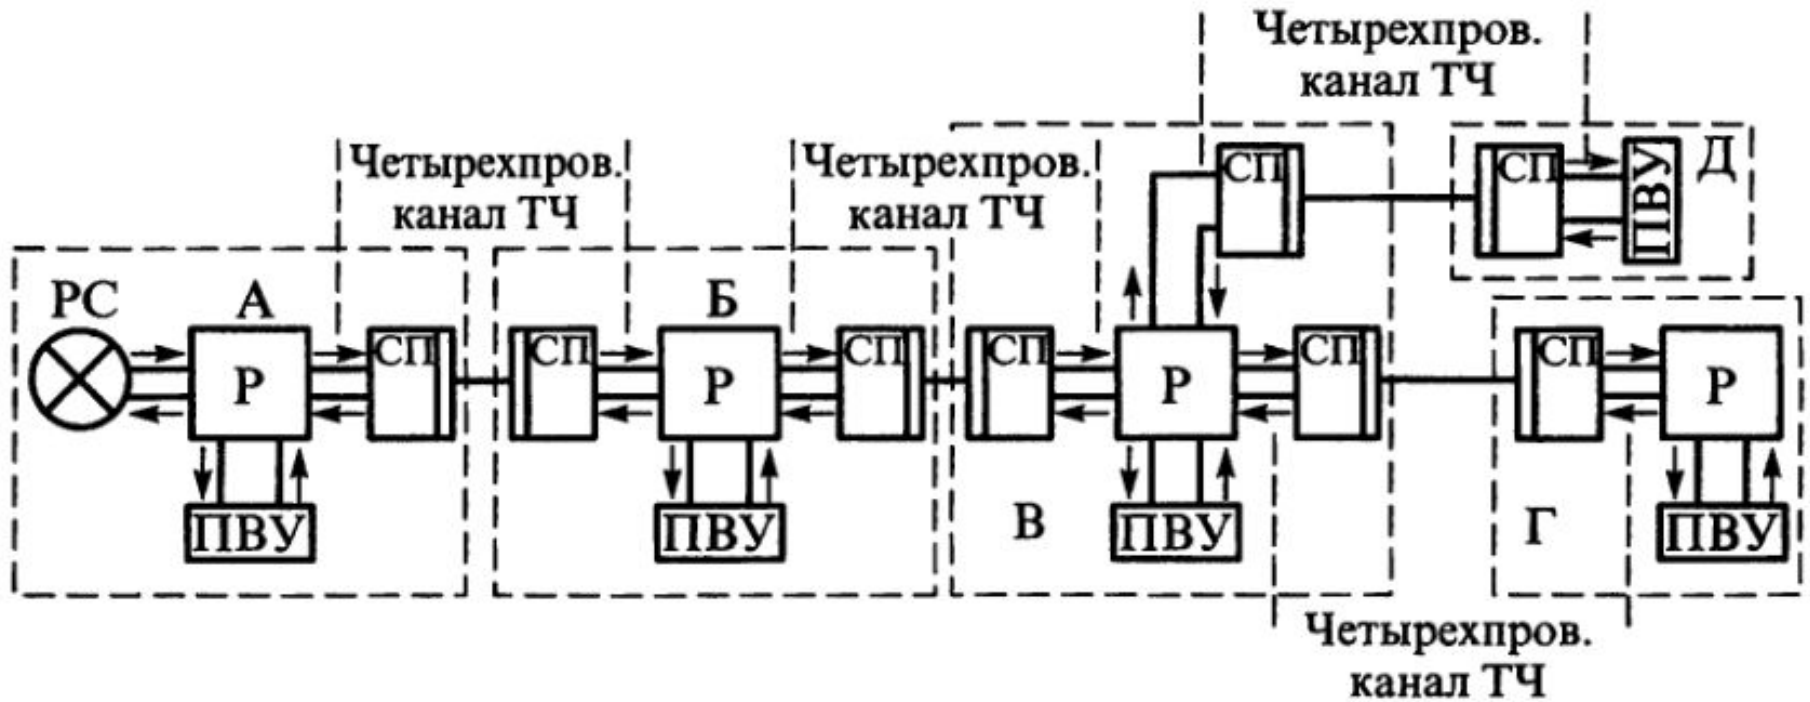 Четырехпров.
канал ТЧ
Четырехпров.
канал ТЧ
Четырехпров.
канал ТЧ
СП
СП
ПВУ
Д
РС
А
Р
СП
СП
Б
Р
СП
СП
Р
СП
СП
Р
ПВУ
ПВУ
В
ПВУ
Г
ПВУ
Четырехпров.
канал ТЧ